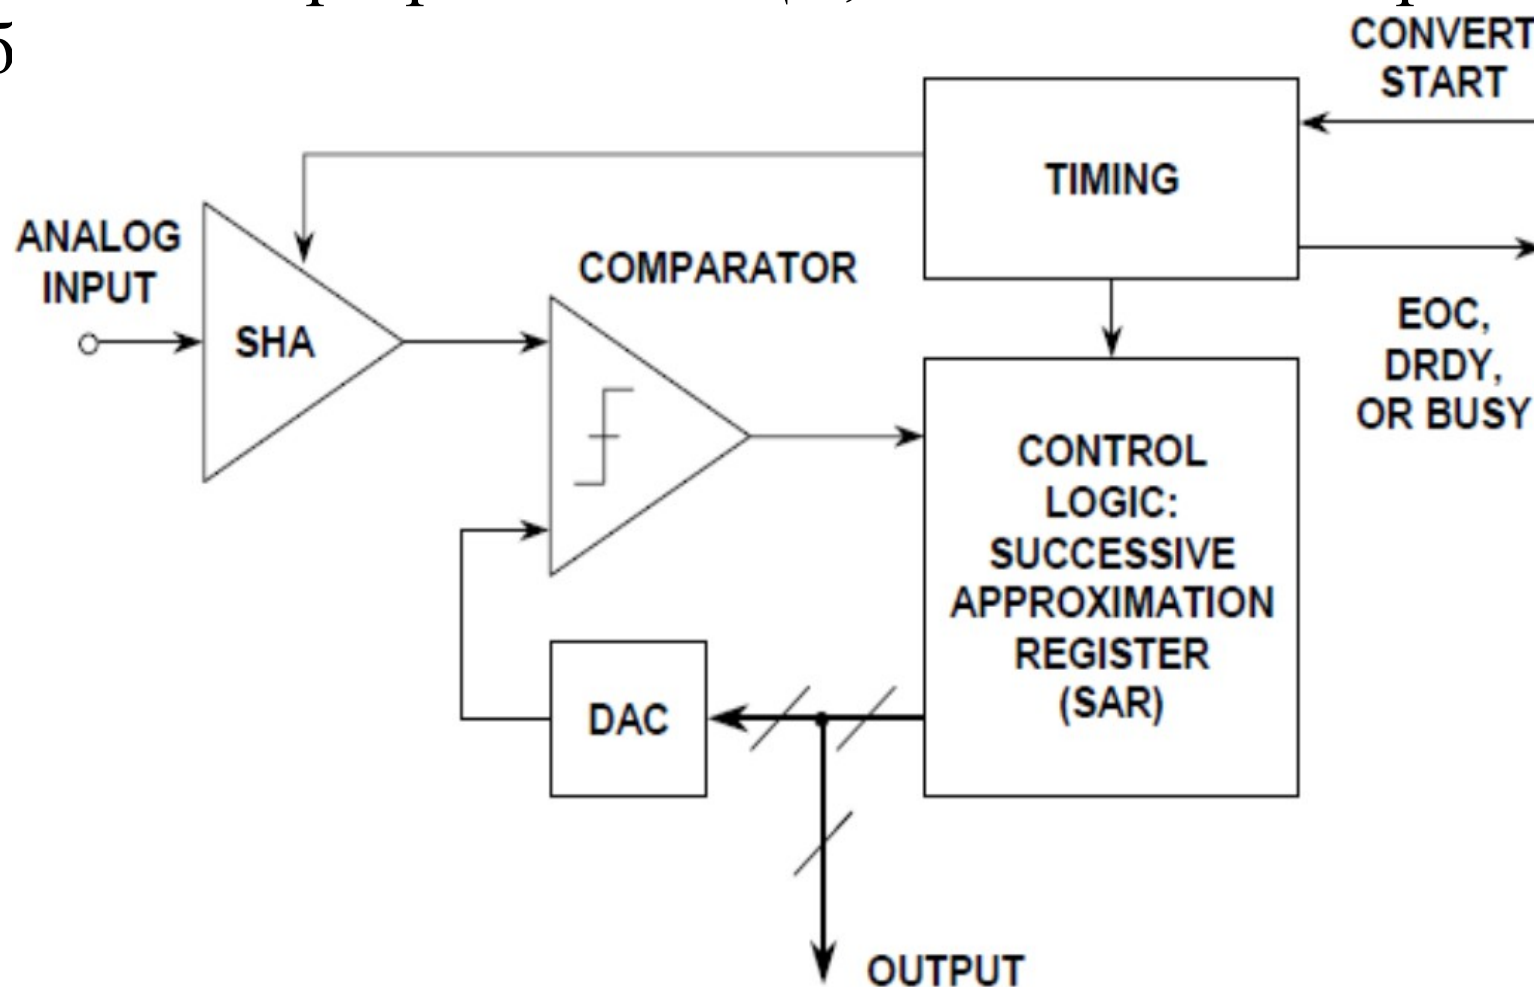 б
CONVERT
START
TIMING
ANALOG
INPUT
SHA
COMPARATOR
EOC,
DRDY,
OR BUSY
CONTROL
LOGIC:
SUCCESSIVE
APPROXIMATION
REGISTER
(SAR)
DAC
OUTPUT